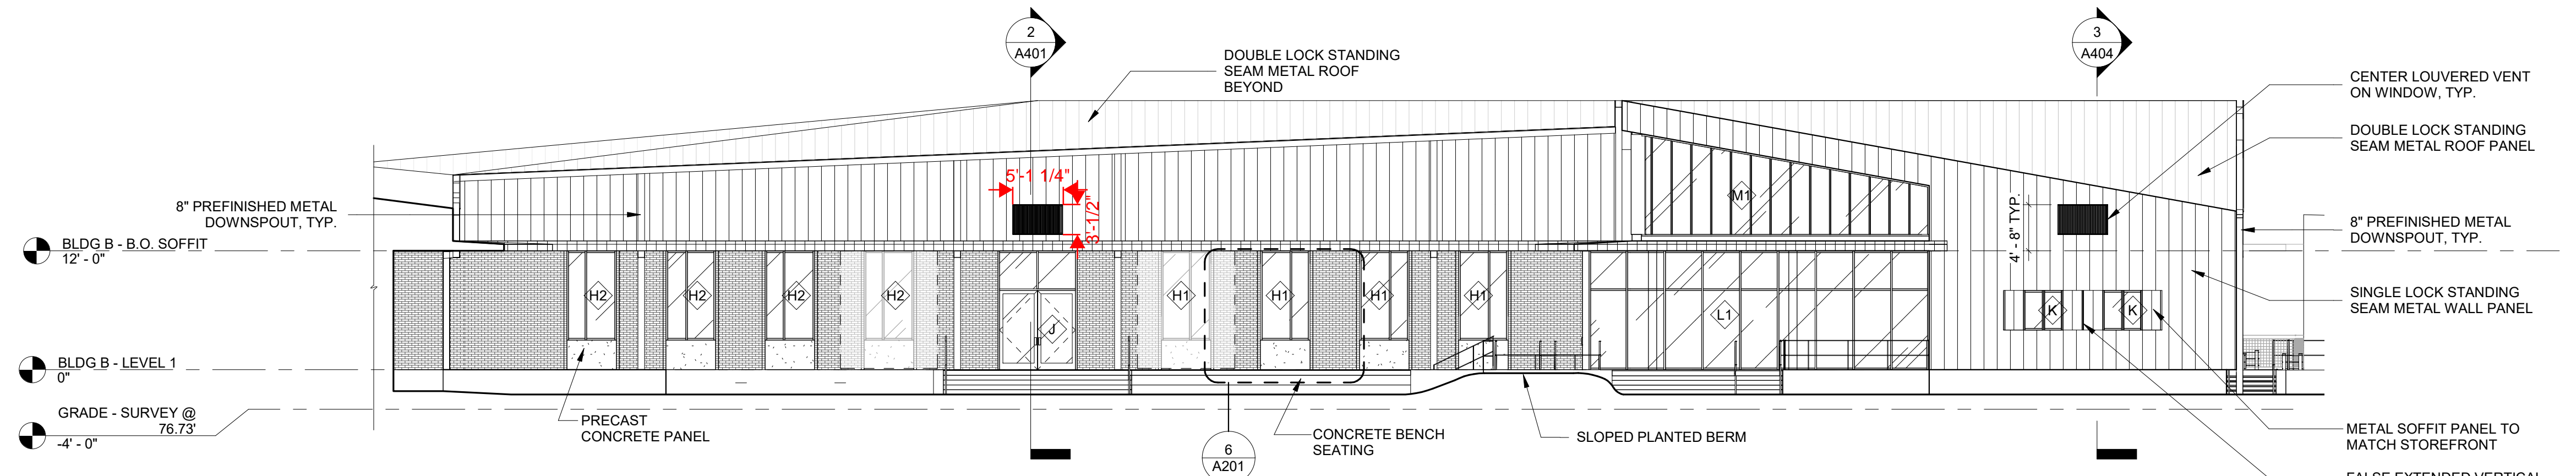 2
A401
3
A404
DOUBLE LOCK STANDING
SEAM METAL ROOF
BEYOND
CENTER LOUVERED VENT
ON WINDOW, TYP.
DOUBLE LOCK STANDING
SEAM METAL ROOF PANEL
5'-1 1/4"
3'-1/2"
M1
4' - 8" TYP.
8" PREFINISHED METAL
DOWNSPOUT, TYP.
8" PREFINISHED METAL
DOWNSPOUT, TYP.
BLDG B - B.O. SOFFIT
12' - 0"
H2
H2
H2
H2
J
H1
H1
H1
H1
L1
K
K
SINGLE LOCK STANDING
SEAM METAL WALL PANEL
BLDG B - LEVEL 1
0"
GRADE - SURVEY @
76.73'
-4' - 0"
PRECAST
CONCRETE PANEL
6
A201
CONCRETE BENCH
SEATING
SLOPED PLANTED BERM
METAL SOFFIT PANEL TO
MATCH STOREFRONT
FALSE EXTENDED VERTICAL